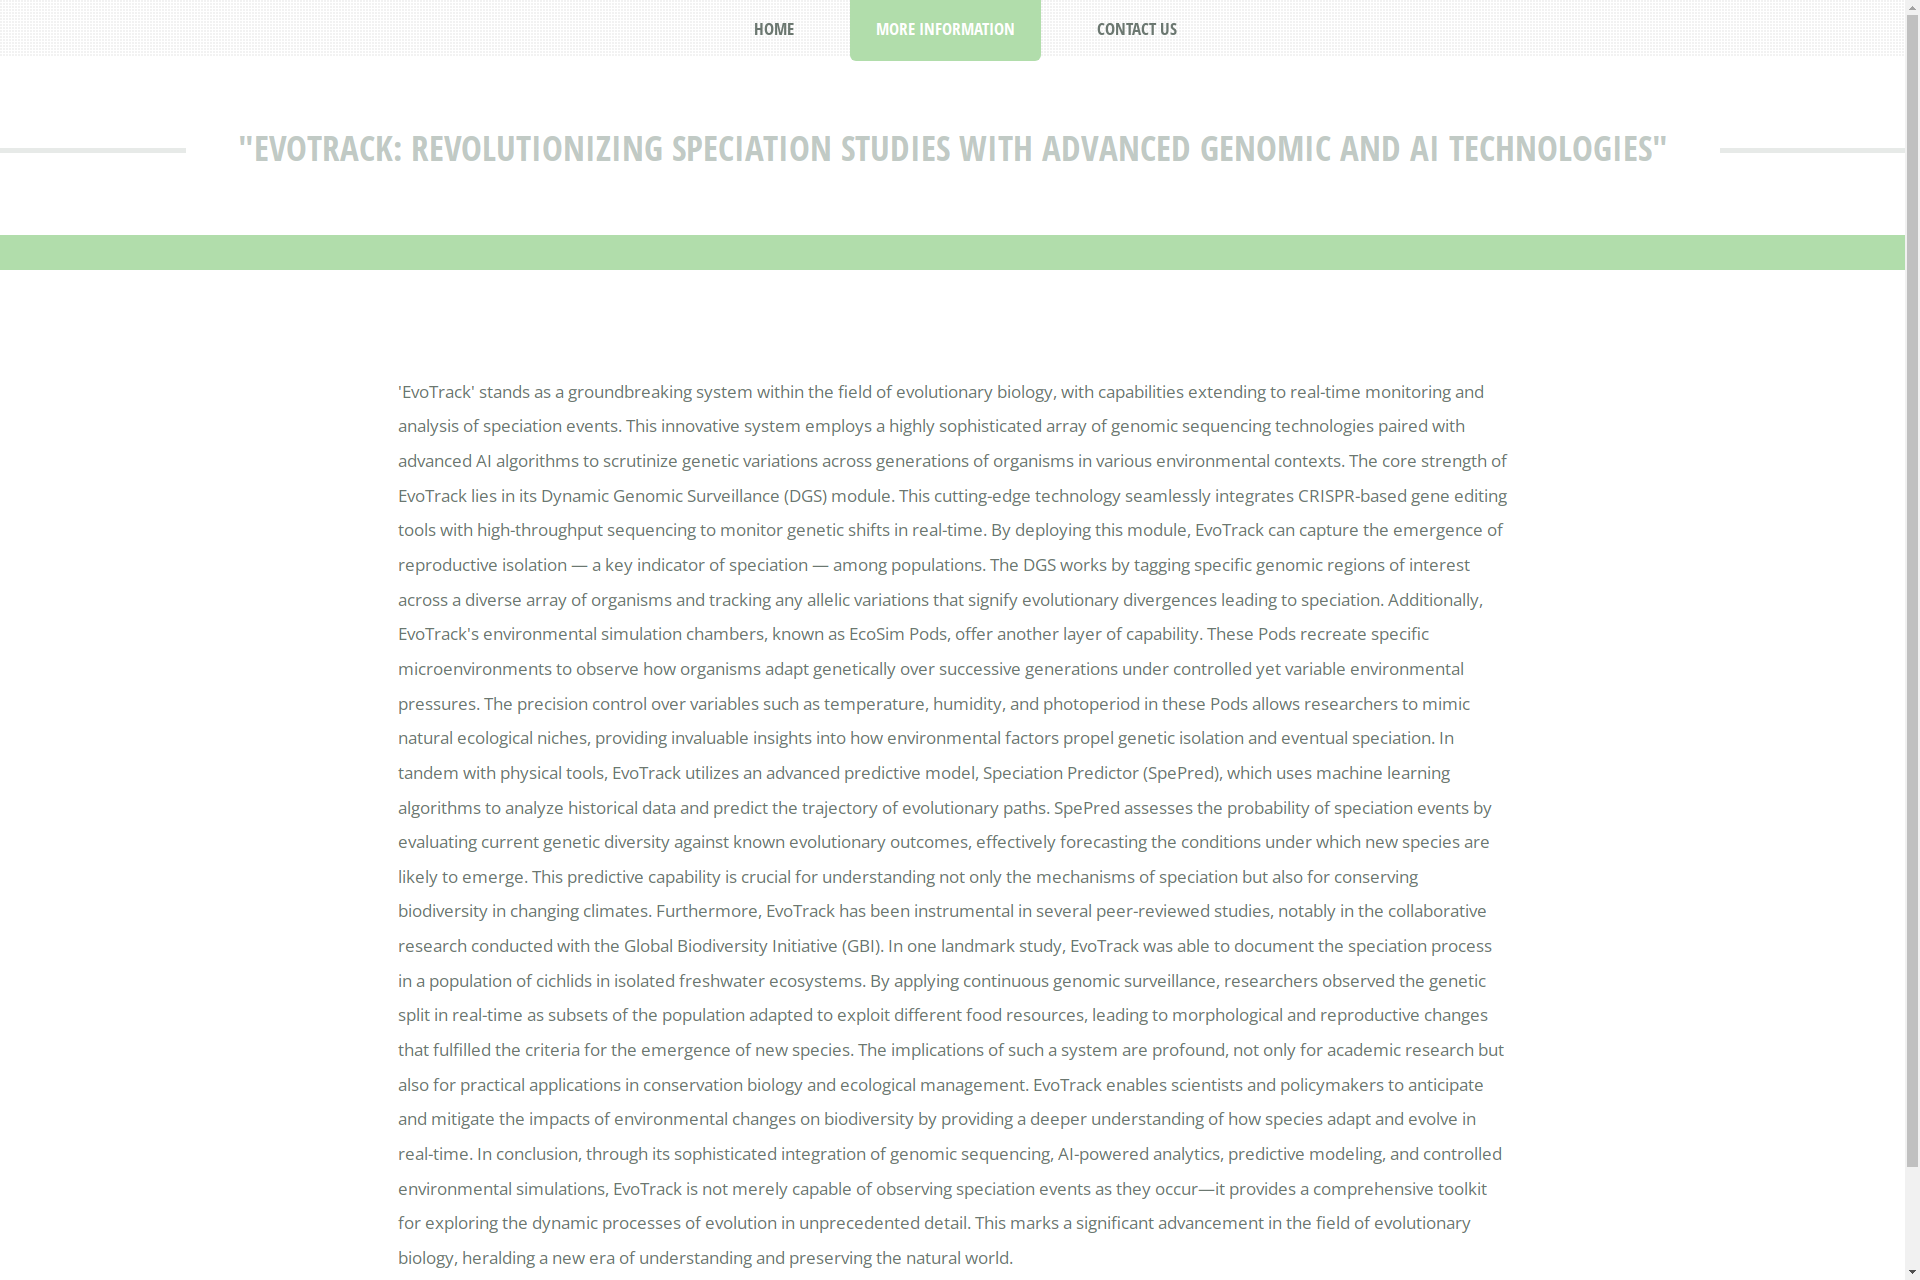 HOME
MORE INFORMATION
CONTACT US
"EVOTRACK: REVOLUTIONIZING SPECIATION STUDIES WITH ADVANCED GENOMIC AND AI TECHNOLOGIES"
'EvoTrack' stands as a groundbreaking system within the field of evolutionary biology, with capabilities extending to real-time monitoring and
analysis of speciation events. This innovative system employs a highly sophisticated array of genomic sequencing technologies paired with
advanced AI algorithms to scrutinize genetic variations across generations of organisms in various environmental contexts. The core strength of
EvoTrack lies in its Dynamic Genomic Surveillance (DGS) module. This cutting-edge technology seamlessly integrates CRISPR-based gene editing
tools with high-throughput sequencing to monitor genetic shifts in real-time. By deploying this module, EvoTrack can capture the emergence of
reproductive isolation — a key indicator of speciation — among populations. The DGS works by tagging specific genomic regions of interest
across a diverse array of organisms and tracking any allelic variations that signify evolutionary divergences leading to speciation. Additionally,
EvoTrack's environmental simulation chambers, known as EcoSim Pods, offer another layer of capability. These Pods recreate specific
microenvironments to observe how organisms adapt genetically over successive generations under controlled yet variable environmental
pressures. The precision control over variables such as temperature, humidity, and photoperiod in these Pods allows researchers to mimic
natural ecological niches, providing invaluable insights into how environmental factors propel genetic isolation and eventual speciation. In
tandem with physical tools, EvoTrack utilizes an advanced predictive model, Speciation Predictor (SpePred), which uses machine learning
algorithms to analyze historical data and predict the trajectory of evolutionary paths. SpePred assesses the probability of speciation events by
evaluating current genetic diversity against known evolutionary outcomes, effectively forecasting the conditions under which new species are
likely to emerge. This predictive capability is crucial for understanding not only the mechanisms of speciation but also for conserving
biodiversity in changing climates. Furthermore, EvoTrack has been instrumental in several peer-reviewed studies, notably in the collaborative
research conducted with the Global Biodiversity Initiative (GBI). In one landmark study, EvoTrack was able to document the speciation process
in a population of cichlids in isolated freshwater ecosystems. By applying continuous genomic surveillance, researchers observed the genetic
split in real-time as subsets of the population adapted to exploit different food resources, leading to morphological and reproductive changes
that fulfilled the criteria for the emergence of new species. The implications of such a system are profound, not only for academic research but
also for practical applications in conservation biology and ecological management. EvoTrack enables scientists and policymakers to anticipate
and mitigate the impacts of environmental changes on biodiversity by providing a deeper understanding of how species adapt and evolve in
real-time. In conclusion, through its sophisticated integration of genomic sequencing, AI-powered analytics, predictive modeling, and controlled
environmental simulations, EvoTrack is not merely capable of observing speciation events as they occur—it provides a comprehensive toolkit
for exploring the dynamic processes of evolution in unprecedented detail. This marks a significant advancement in the field of evolutionary
biology, heralding a new era of understanding and preserving the natural world.